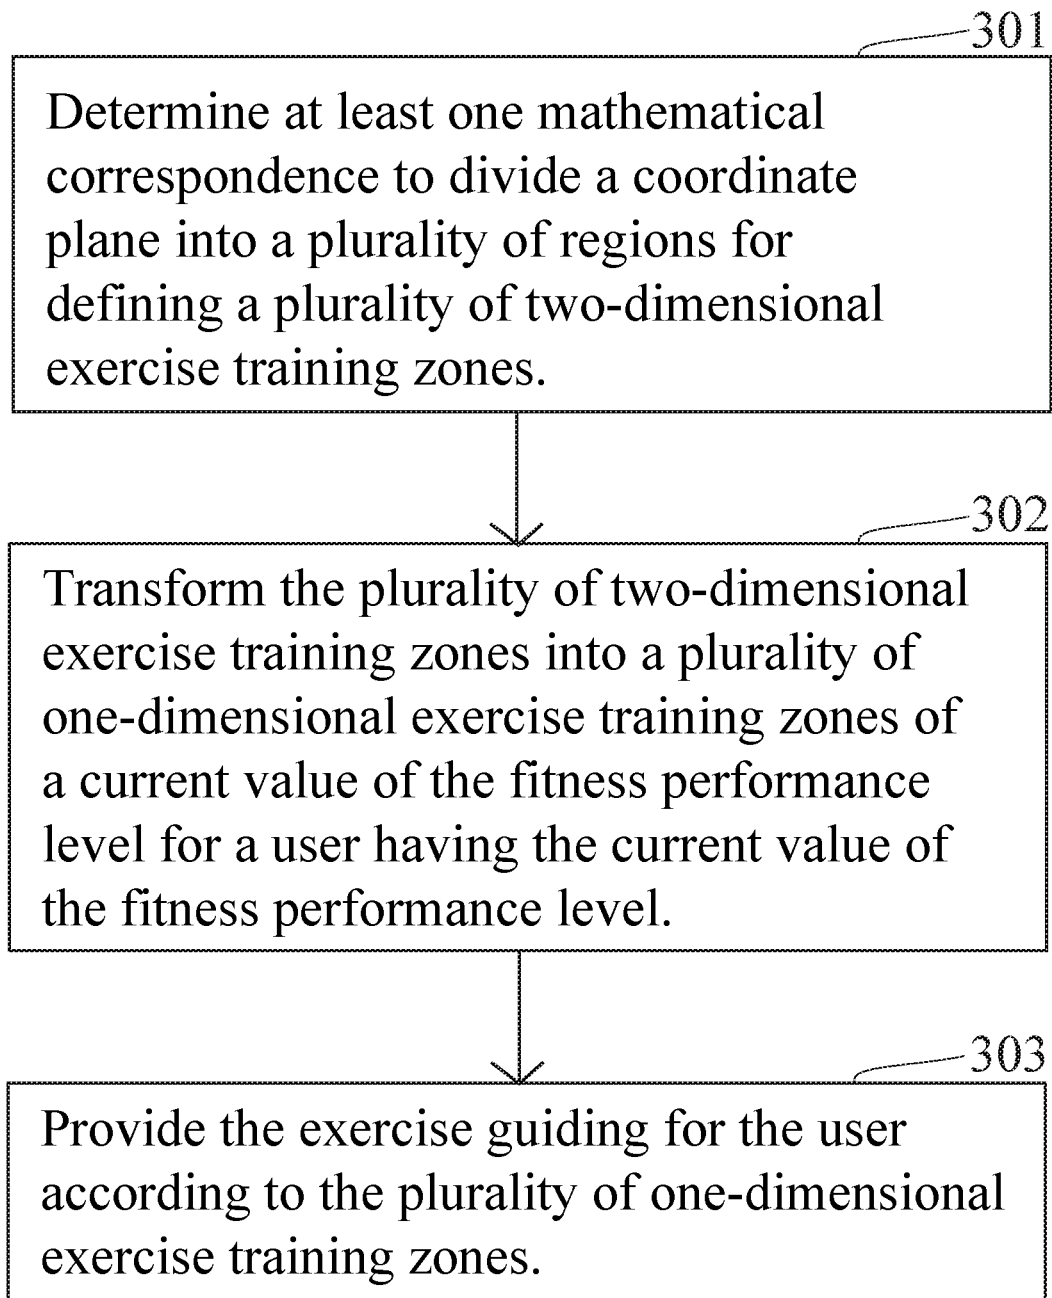 301
Determine at least one mathematical
correspondence to divide a coordinate
plane into a plurality of regions for
defining a plurality of two-dimensional
exercise training zones.
302
Transform the plurality of two-dimensional
exercise training zones into a plurality of
one-dimensional exercise training zones of
a current value of the fitness performance
level for a user having the current value of
the fitness performance level.
303
Provide the exercise guiding for the user
according to the plurality of one-dimensional
exercise training zones.